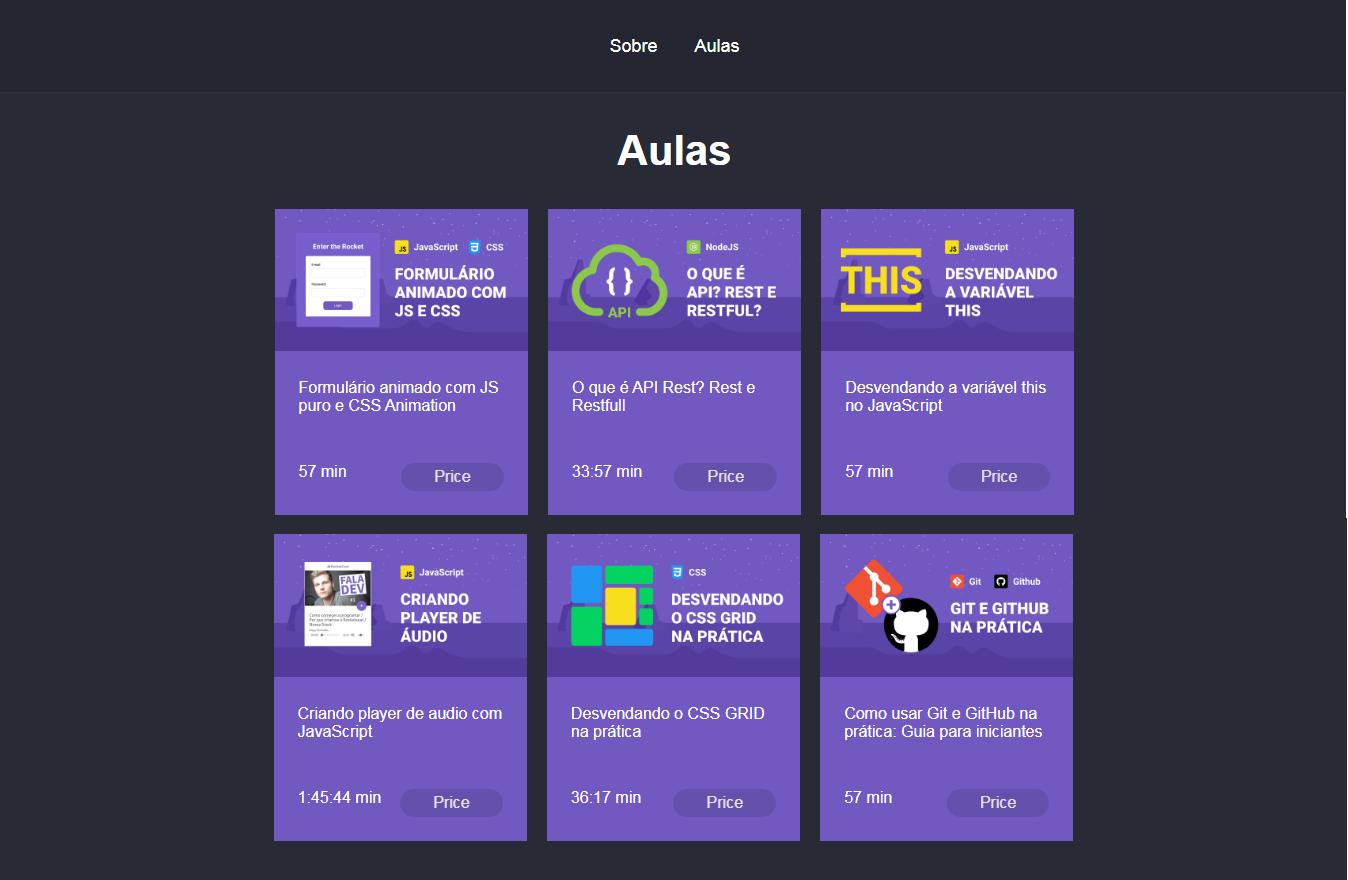 Sobre Aulas
Aulas
Enter the Rocket
E-mail
Password
Login
JavaScript CSS
FORMULÁRIO
ANIMADO COM
JS E CSS
Formulário animado com JS
puro e CSS Animation
57 min Price
{ }
API
NodeJS
O QUE É
API? REST E
RESTFUL?
O que é API Rest? Rest e
Restfull
33:57 min Price
THIS
JS JavaScript
DESVENDANDO
A VARIÁVEL
THIS
Desvendando a variável this
no JavaScript
57 min Price
FALA
DEV
JS JavaScript
CRIANDO
PLAYER DE
ÁUDIO
Criando player de audio com
JavaScript
1:45:44 min Price
CSS
DESVENDANDO
O CSS GRID
NA PRÁTICA
Desvendando o CSS GRID
na prática
36:17 min Price
Git Github
GIT E GITHUB
NA PRÁTICA
Como usar Git e GitHub na
prática: Guia para iniciantes
57 min Price